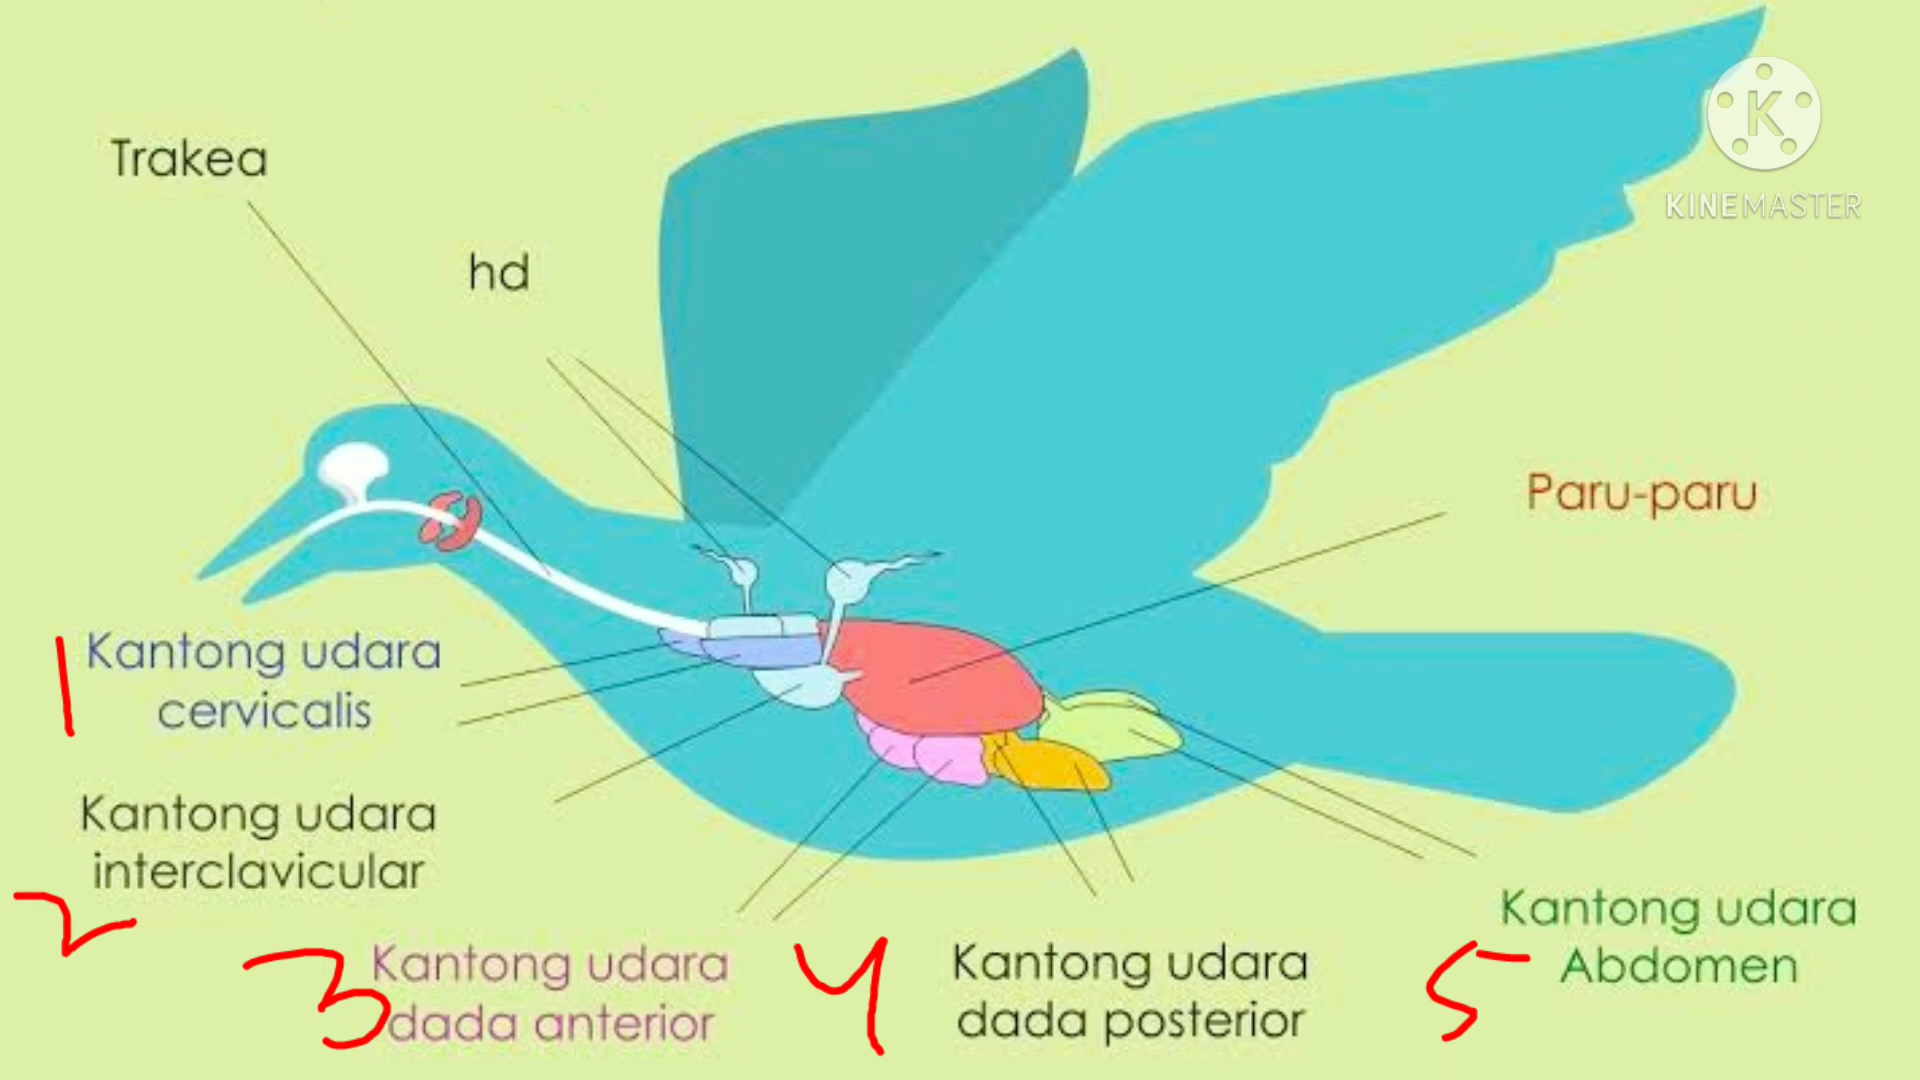 Trakea
hd
K
KINEMASTER
Paru-paru
1 Kantong udara
cervicalis
Kantong udara
interclavicular
2
3 Kantong udara
dada anterior
4 Kantong udara
dada posterior
5 Kantong udara
Abdomen